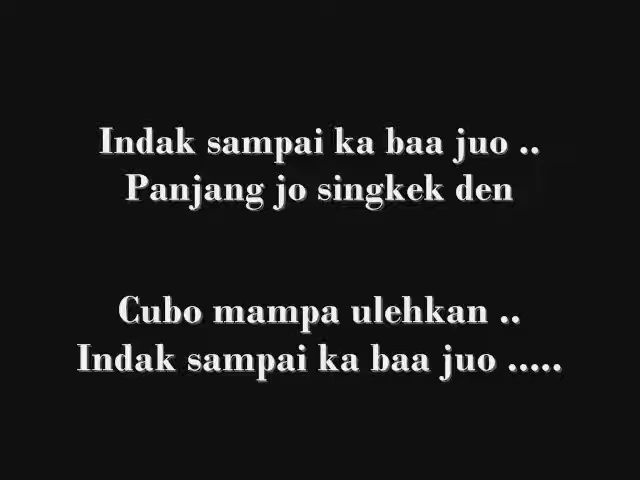 Indak sampai ka baa juo ..
Panjang jo singkek den
Cubo mampa ulehkan ..
Indak sampai ka baa juo .....